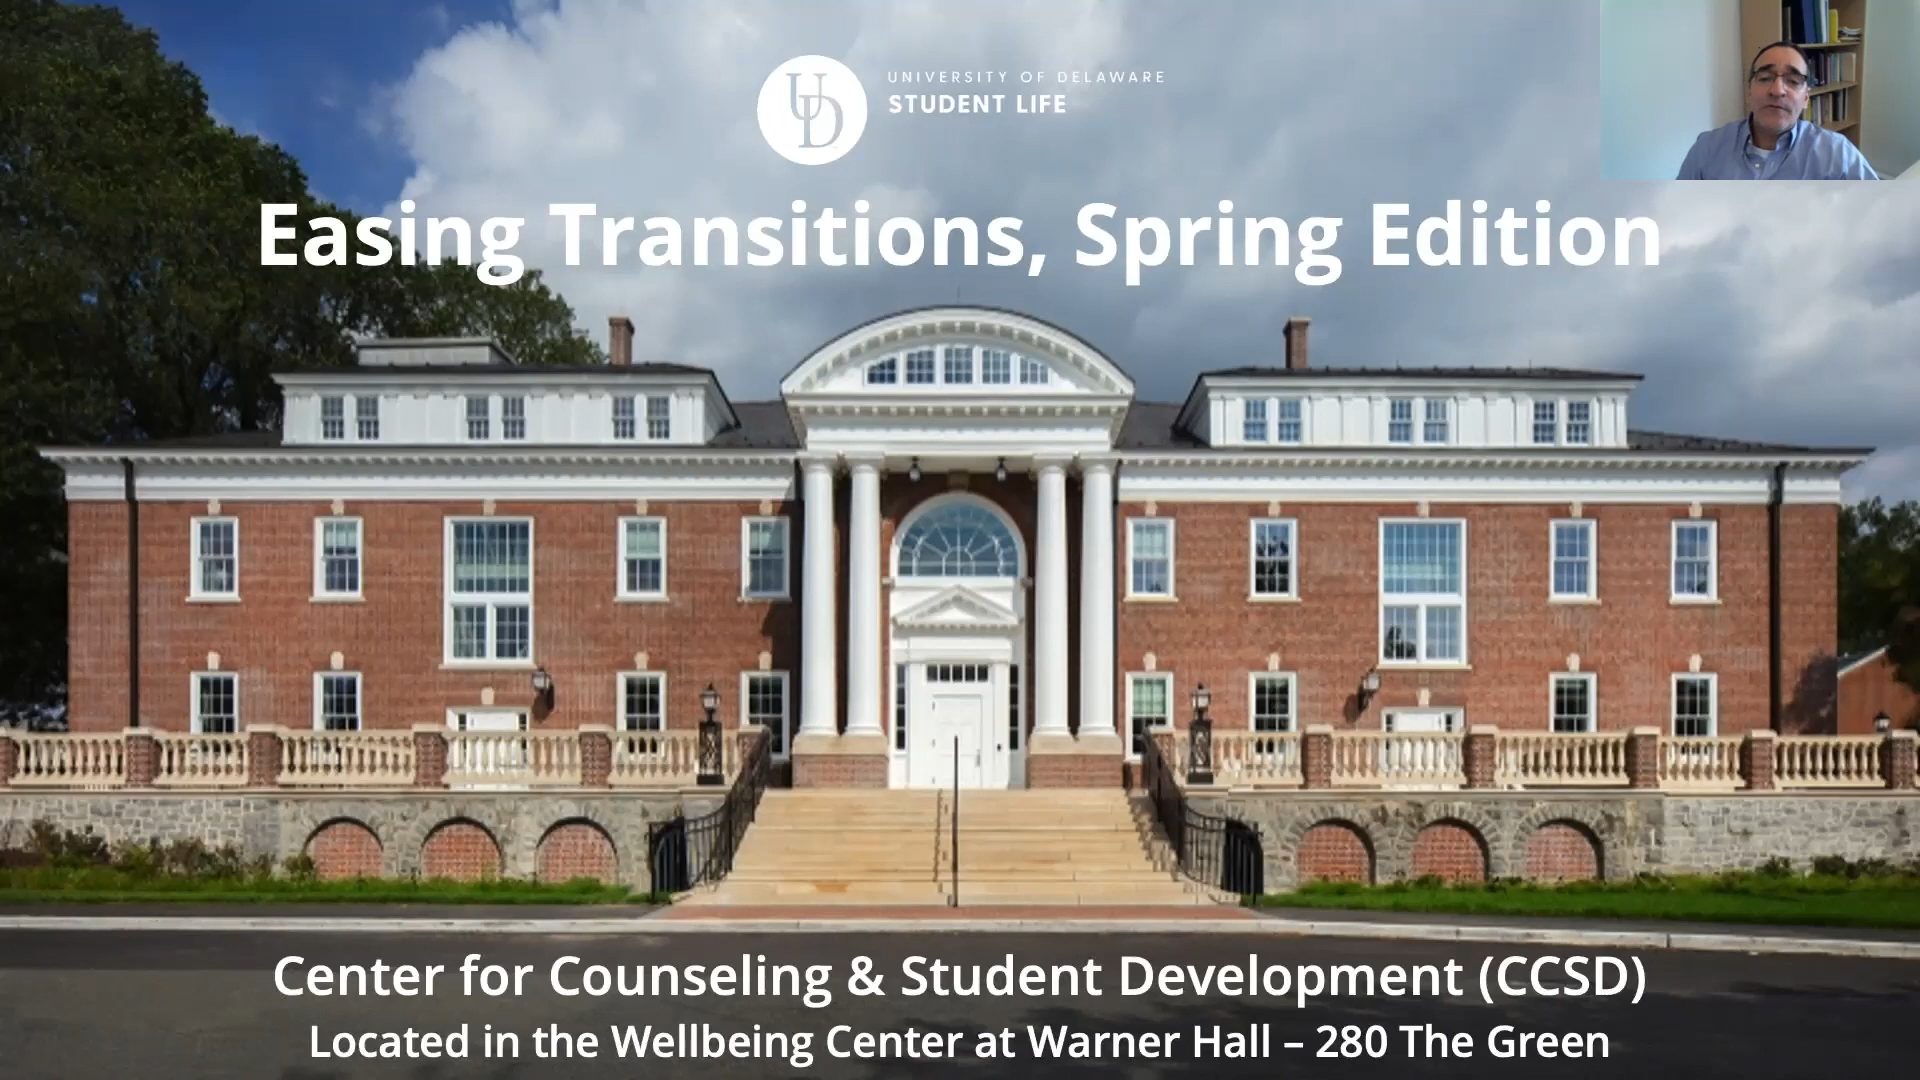 UD
UNIVERSITY OF DELAWARE
STUDENT LIFE
Easing Transitions, Spring Edition
Center for Counseling & Student Development (CCSD)
Located in the Wellbeing Center at Warner Hall – 280 The Green